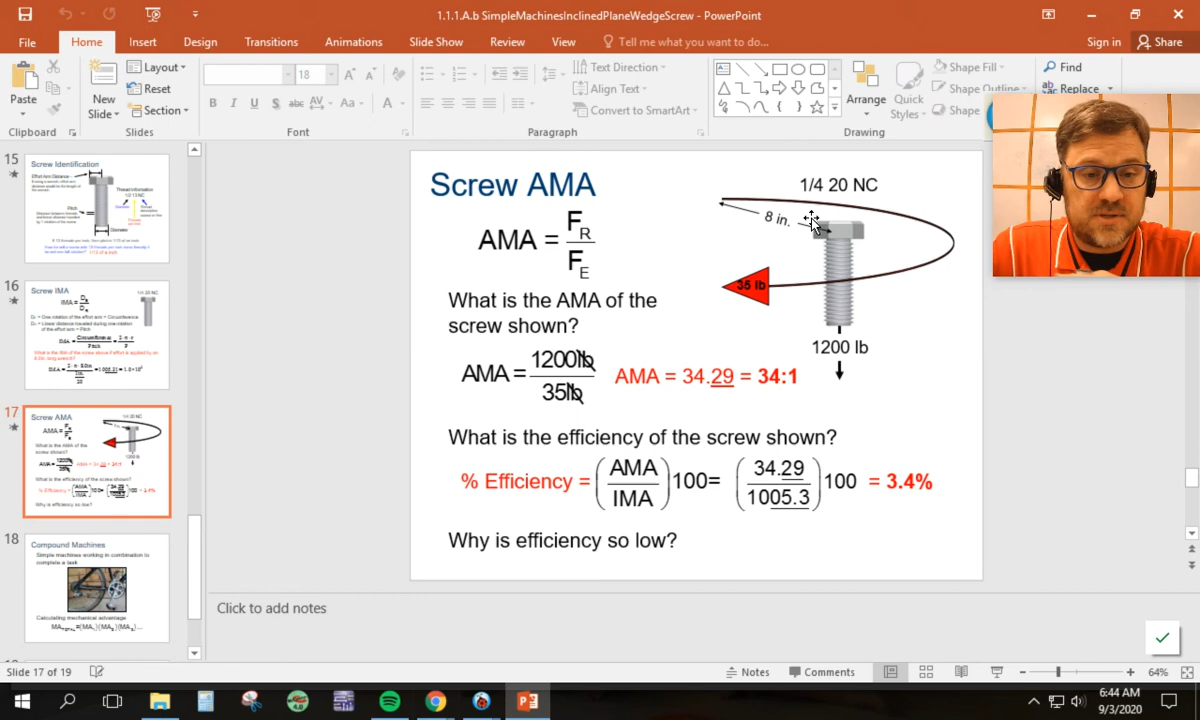 1.1.1.A.b SimpleMachinesInclinedPlaneWedgeScrew - PowerPoint
File Home Insert Design Transitions Animations Slide Show Review View Tell me what you want to do... Sign in Share
Paste
New Slide
Layout
Reset
Section
18
B I U S abc AV Aa A
Text Direction
Align Text
Convert to SmartArt
Arrange
Quick Styles
Shape Fill
Shape Outline
Shape
Find
Replace
Clipboard Slides Font Paragraph Drawing
15
Screw Identification
16
Screw IMA
17
Screw AMA
18
Compound Machines
Simple machines working in combination to
complete a task
Calculating mechanical advantage
Screw AMA
1/4 20 NC
8 in.
35 lb
1200 lb
AMA = FR / FE
What is the AMA of the
screw shown?
AMA = 1200lb / 35lb
AMA = 34.29 = 34:1
What is the efficiency of the screw shown?
% Efficiency = (AMA / IMA) 100= (34.29 / 1005.3) 100 = 3.4%
Why is efficiency so low?
Click to add notes
Slide 17 of 19
Notes Comments
64%
6:44 AM
9/3/2020